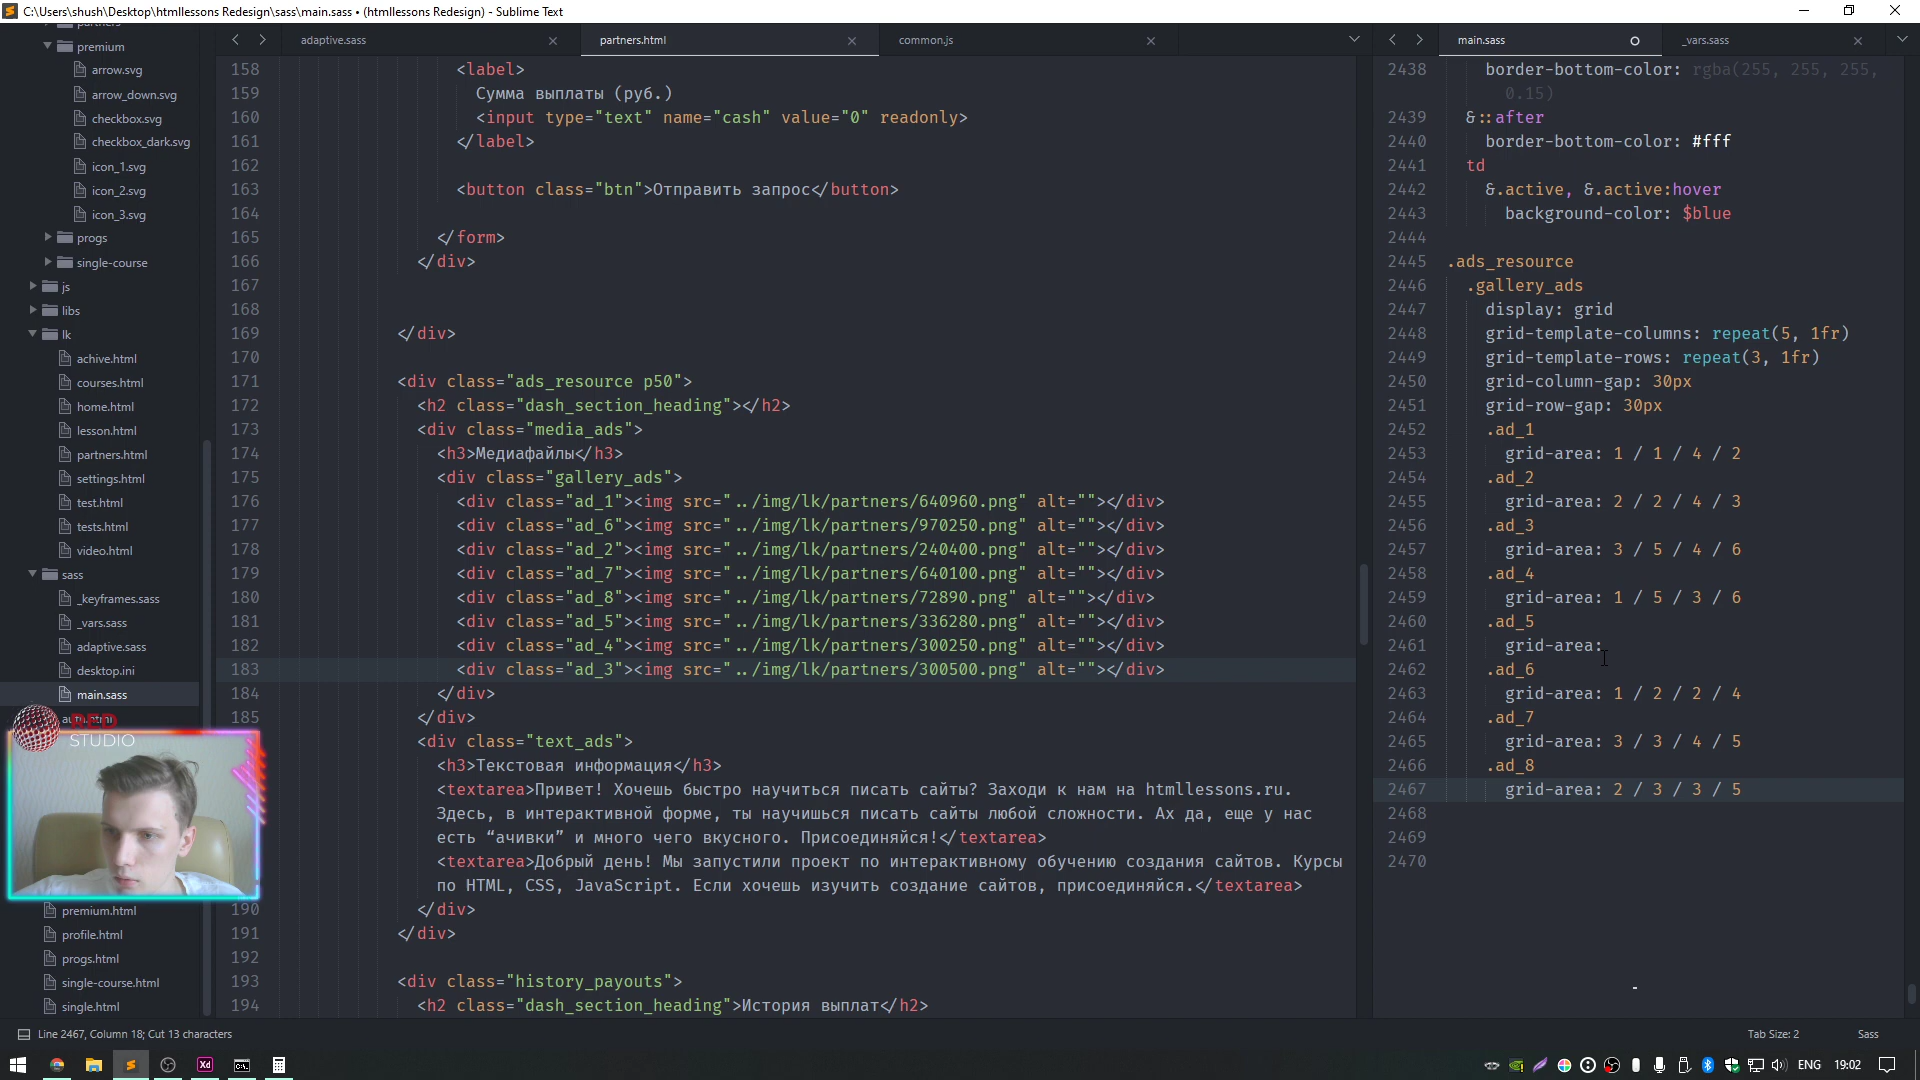 C:\Users\shush\Desktop\htmllessons Redesign\sass\main.sass • (htmllessons Redesign) - Sublime Text
premium
arrow.svg
arrow_down.svg
checkbox.svg
checkbox_dark.svg
icon_1.svg
icon_2.svg
icon_3.svg
progs
single-course
js
libs
lk
achive.html
courses.html
home.html
lesson.html
partners.html
settings.html
test.html
tests.html
video.html
sass
_keyframes.sass
_vars.sass
adaptive.sass
desktop.ini
main.sass
RED
STUDIO
premium.html
profile.html
progs.html
single-course.html
single.html
adaptive.sass
partners.html
common.js
158 <label>
159 Сумма выплаты (руб.)
160 <input type="text" name="cash" value="0" readonly>
161 </label>
162
163 <button class="btn">Отправить запрос</button>
164
165 </form>
166 </div>
167
168
169 </div>
170
171 <div class="ads_resource p50">
172 <h2 class="dash_section_heading"></h2>
173 <div class="media_ads">
174 <h3>Медиафайлы</h3>
175 <div class="gallery_ads">
176 <div class="ad_1"><img src="../img/lk/partners/640960.png" alt=""></div>
177 <div class="ad_6"><img src="../img/lk/partners/970250.png" alt=""></div>
178 <div class="ad_2"><img src="../img/lk/partners/240400.png" alt=""></div>
179 <div class="ad_7"><img src="../img/lk/partners/640100.png" alt=""></div>
180 <div class="ad_8"><img src="../img/lk/partners/72890.png" alt=""></div>
181 <div class="ad_5"><img src="../img/lk/partners/336280.png" alt=""></div>
182 <div class="ad_4"><img src="../img/lk/partners/300250.png" alt=""></div>
183 <div class="ad_3"><img src="../img/lk/partners/300500.png" alt=""></div>
184 </div>
185 </div>
<div class="text_ads">
<h3>Текстовая информация</h3>
<textarea>Привет! Хочешь быстро научиться писать сайты? Заходи к нам на htmllessons.ru.
Здесь, в интерактивной форме, ты научишься писать сайты любой сложности. Ах да, еще у нас
есть “ачивки” и много чего вкусного. Присоединяйся!</textarea>
<textarea>Добрый день! Мы запустили проект по интерактивному обучению создания сайтов. Курсы
по HTML, CSS, JavaScript. Если хочешь изучить создание сайтов, присоединяйся.</textarea>
190 </div>
191 </div>
192
193 <div class="history_payouts">
194 <h2 class="dash_section_heading">История выплат</h2>
main.sass
_vars.sass
2438 border-bottom-color: rgba(255, 255, 255,
0.15)
2439 &::after
2440 border-bottom-color: #fff
2441 td
2442 &.active, &.active:hover
2443 background-color: $blue
2444
2445 .ads_resource
2446 .gallery_ads
2447 display: grid
2448 grid-template-columns: repeat(5, 1fr)
2449 grid-template-rows: repeat(3, 1fr)
2450 grid-column-gap: 30px
2451 grid-row-gap: 30px
2452 .ad_1
2453 grid-area: 1 / 1 / 4 / 2
2454 .ad_2
2455 grid-area: 2 / 2 / 4 / 3
2456 .ad_3
2457 grid-area: 3 / 5 / 4 / 6
2458 .ad_4
2459 grid-area: 1 / 5 / 3 / 6
2460 .ad_5
2461 grid-area:
2462 .ad_6
2463 grid-area: 1 / 2 / 2 / 4
2464 .ad_7
2465 grid-area: 3 / 3 / 4 / 5
2466 .ad_8
2467 grid-area: 2 / 3 / 3 / 5
2468
2469
2470
Line 2467, Column 18; Cut 13 characters
Tab Size: 2
Sass
Xd
ENG
19:02